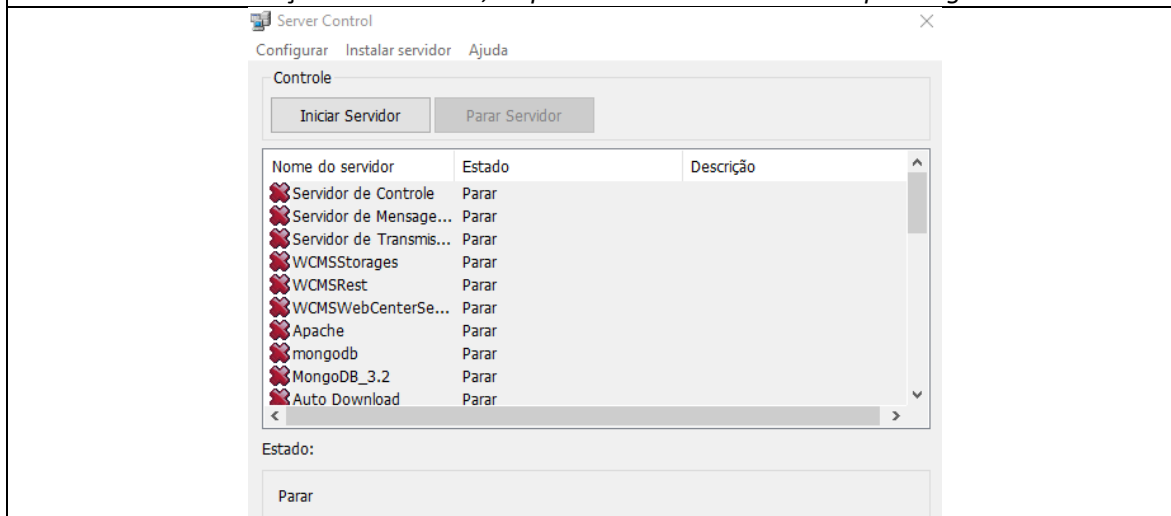 Server Control
Configurar Instalar servidor Ajuda
Controle
Iniciar Servidor Parar Servidor
Nome do servidor Estado Descrição
Servidor de Controle Parar
Servidor de Mensage... Parar
Servidor de Transmis... Parar
WCMSStorages Parar
WCMSRest Parar
WCMSWebCenterSe... Parar
Apache Parar
mongodb Parar
MongoDB_3.2 Parar
Auto Download Parar
Estado:
Parar